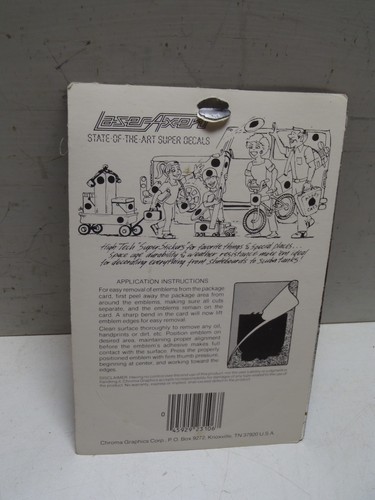 STATE-OF-THE-ART SUPER DECALS
High Tech Super Stickers for favorite things & special places...
Space age durability & weather resistance make em great
for decorating everything from skateboards to scuba tanks!
APPLICATION INSTRUCTIONS
For easy removal of emblems from the package
card, first peel away the package area from
around the emblems, making sure all cuts
separate, and the emblems remain on the
card. A sharp bend in the card will now lift
emblem edges for easy removal.
Clean surface thoroughly to remove any oil,
handprints or dirt, etc. Position emblem on
desired area, maintaining proper alignment
before the emblem's adhesive makes full
contact with the surface. Press the properly
positioned emblem with firm thumb pressure,
beginning at center, and working toward the
edges.
Chroma Graphics Corp., P.O. Box 9273, Knoxville, TN 37920 U.S.A.